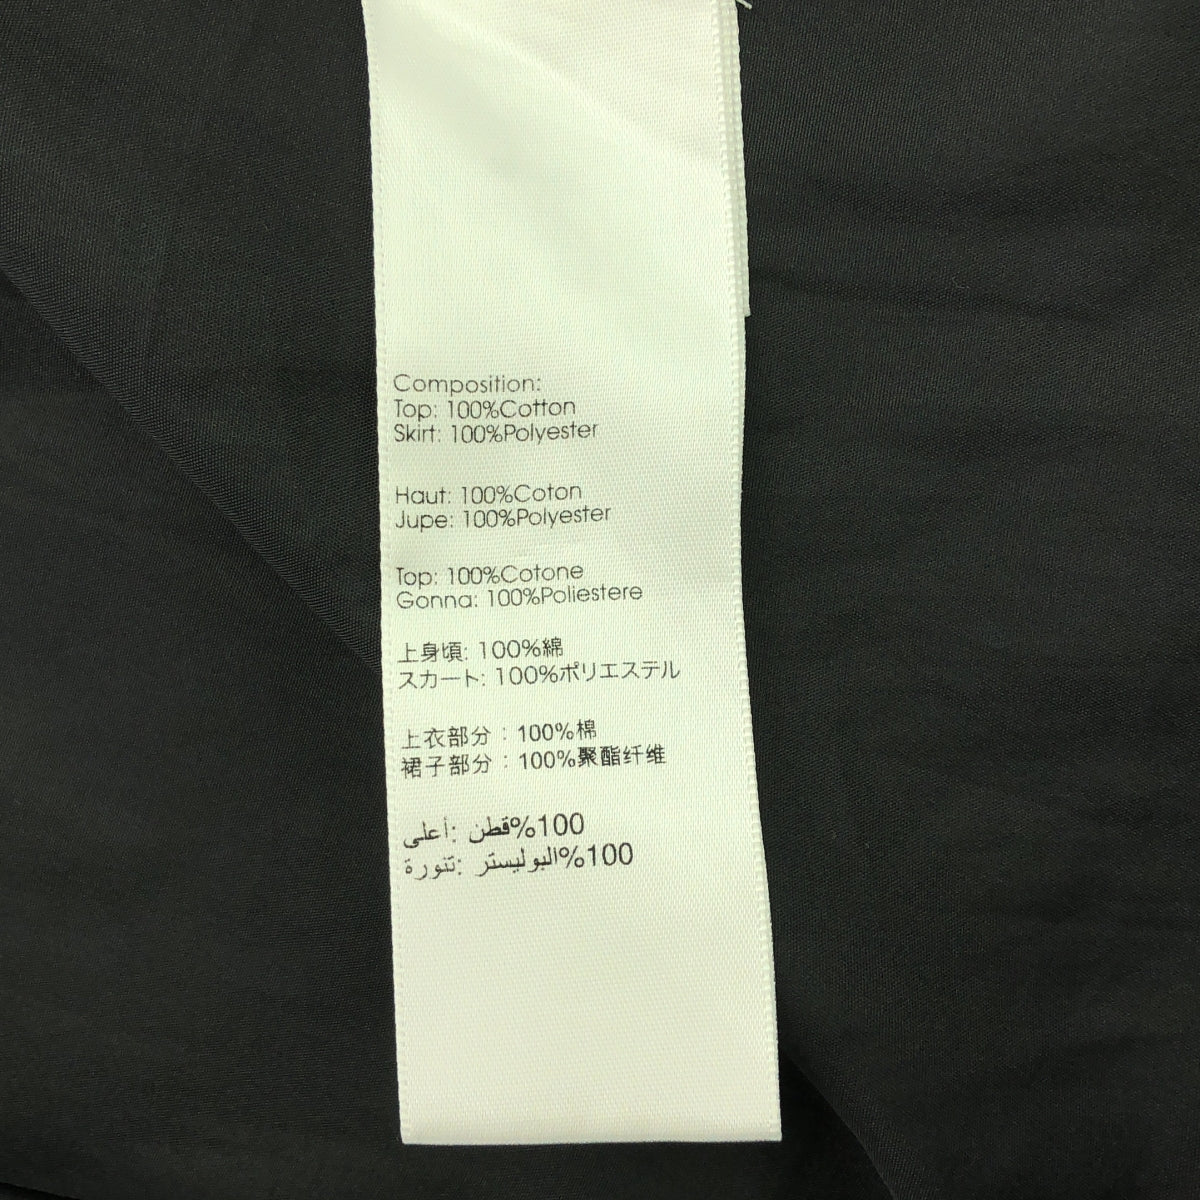 Composition:
Top: 100%Cotton
Skirt: 100%Polyester
Haut: 100%Coton
Jupe: 100%Polyester
Top: 100%Cotone
Gonna: 100%Poliestere
上身頃: 100%綿
スカート: 100%ポリエステル
上衣部分：100%棉
裙子部分：100%聚酯纤维
أعلى: قطن%100
تنورة: البوليستر%100